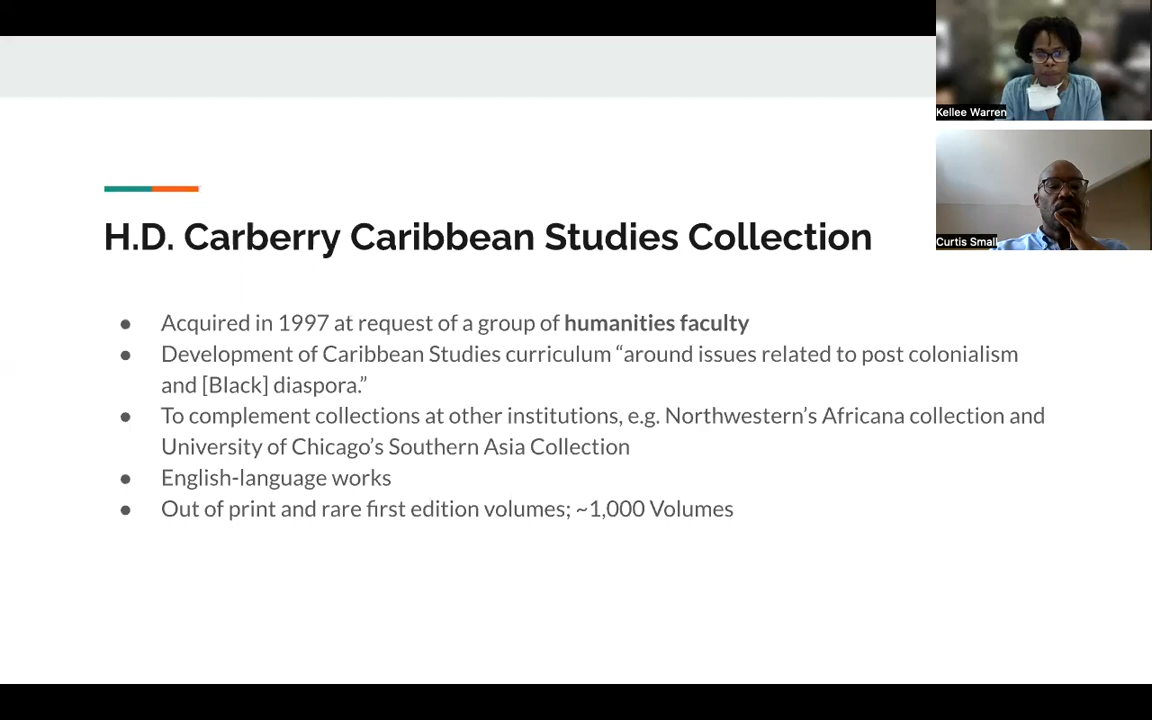 H.D. Carberry Caribbean Studies Collection
● Acquired in 1997 at request of a group of humanities faculty
● Development of Caribbean Studies curriculum “around issues related to post colonialism
and [Black] diaspora.”
● To complement collections at other institutions, e.g. Northwestern’s Africana collection and
University of Chicago’s Southern Asia Collection
● English-language works
● Out of print and rare first edition volumes; ~1,000 Volumes
Kellee Warren
Curtis Small